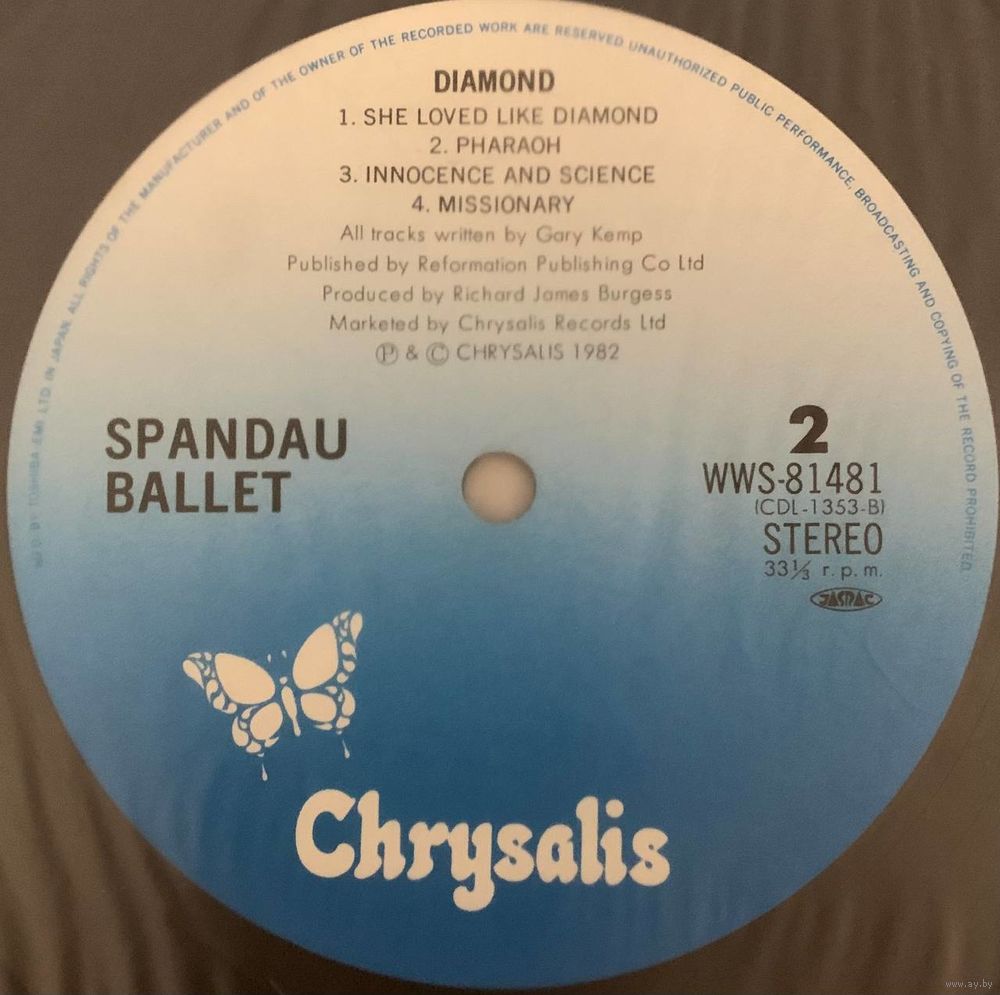 MFD BY TOSHIBA EMI LTD IN JAPAN. ALL RIGHTS OF THE MANUFACTURER AND OF THE OWNER OF THE RECORDED WORK ARE RESERVED UNAUTHORIZED PUBLIC PERFORMANCE, BROADCASTING AND COPYING OF THE RECORD PROHIBITED.
DIAMOND
1. SHE LOVED LIKE DIAMOND
2. PHARAOH
3. INNOCENCE AND SCIENCE
4. MISSIONARY
All tracks written by Gary Kemp
Published by Reformation Publishing Co Ltd
Produced by Richard James Burgess
Marketed by Chrysalis Records Ltd
Ⓟ & © CHRYSALIS 1982
SPANDAU
BALLET
2
WWS-81481
(CDL-1353-B)
STEREO
33⅓ r.p.m.
JASRAC
Chrysalis
www.ay.by